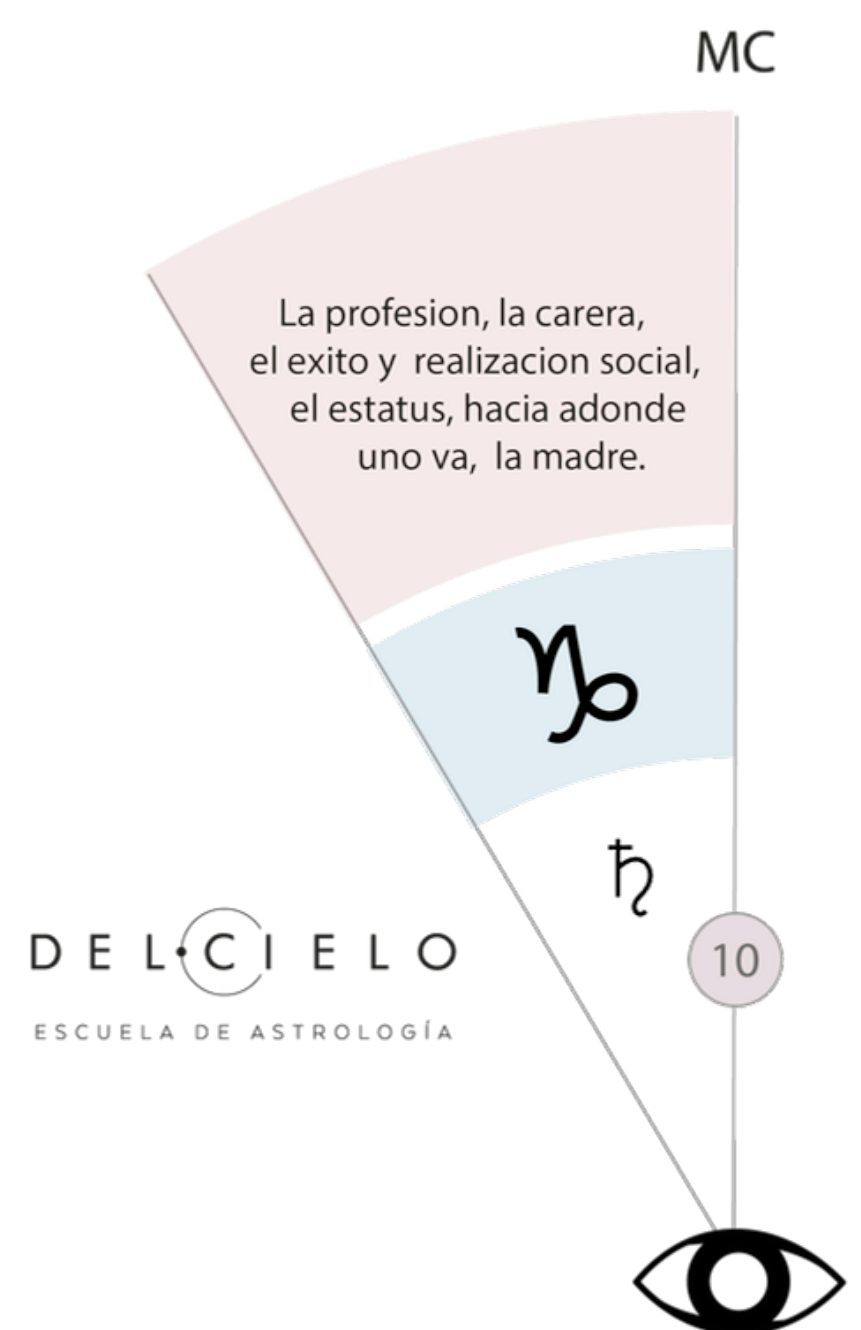 MC
La profesion, la carera,
el exito y realizacion social,
el estatus, hacia adonde
uno va, la madre.
♑
♄
10
DEL·CIELO
ESCUELA DE ASTROLOGÍA